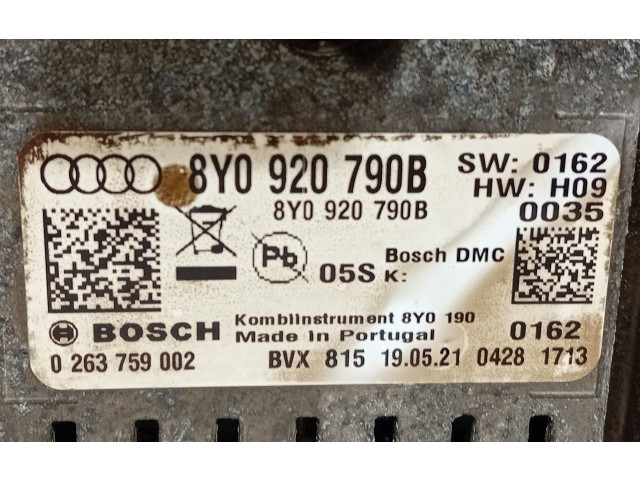 8Y0 920 790B SW: 0162
HW: H09
8Y0 920 790B 0035
Pb 05S Bosch DMC
K:
BOSCH Kombiinstrument 8Y0 190
Made in Portugal 0162
0 263 759 002 BVX 815 19.05.21 0428 1713